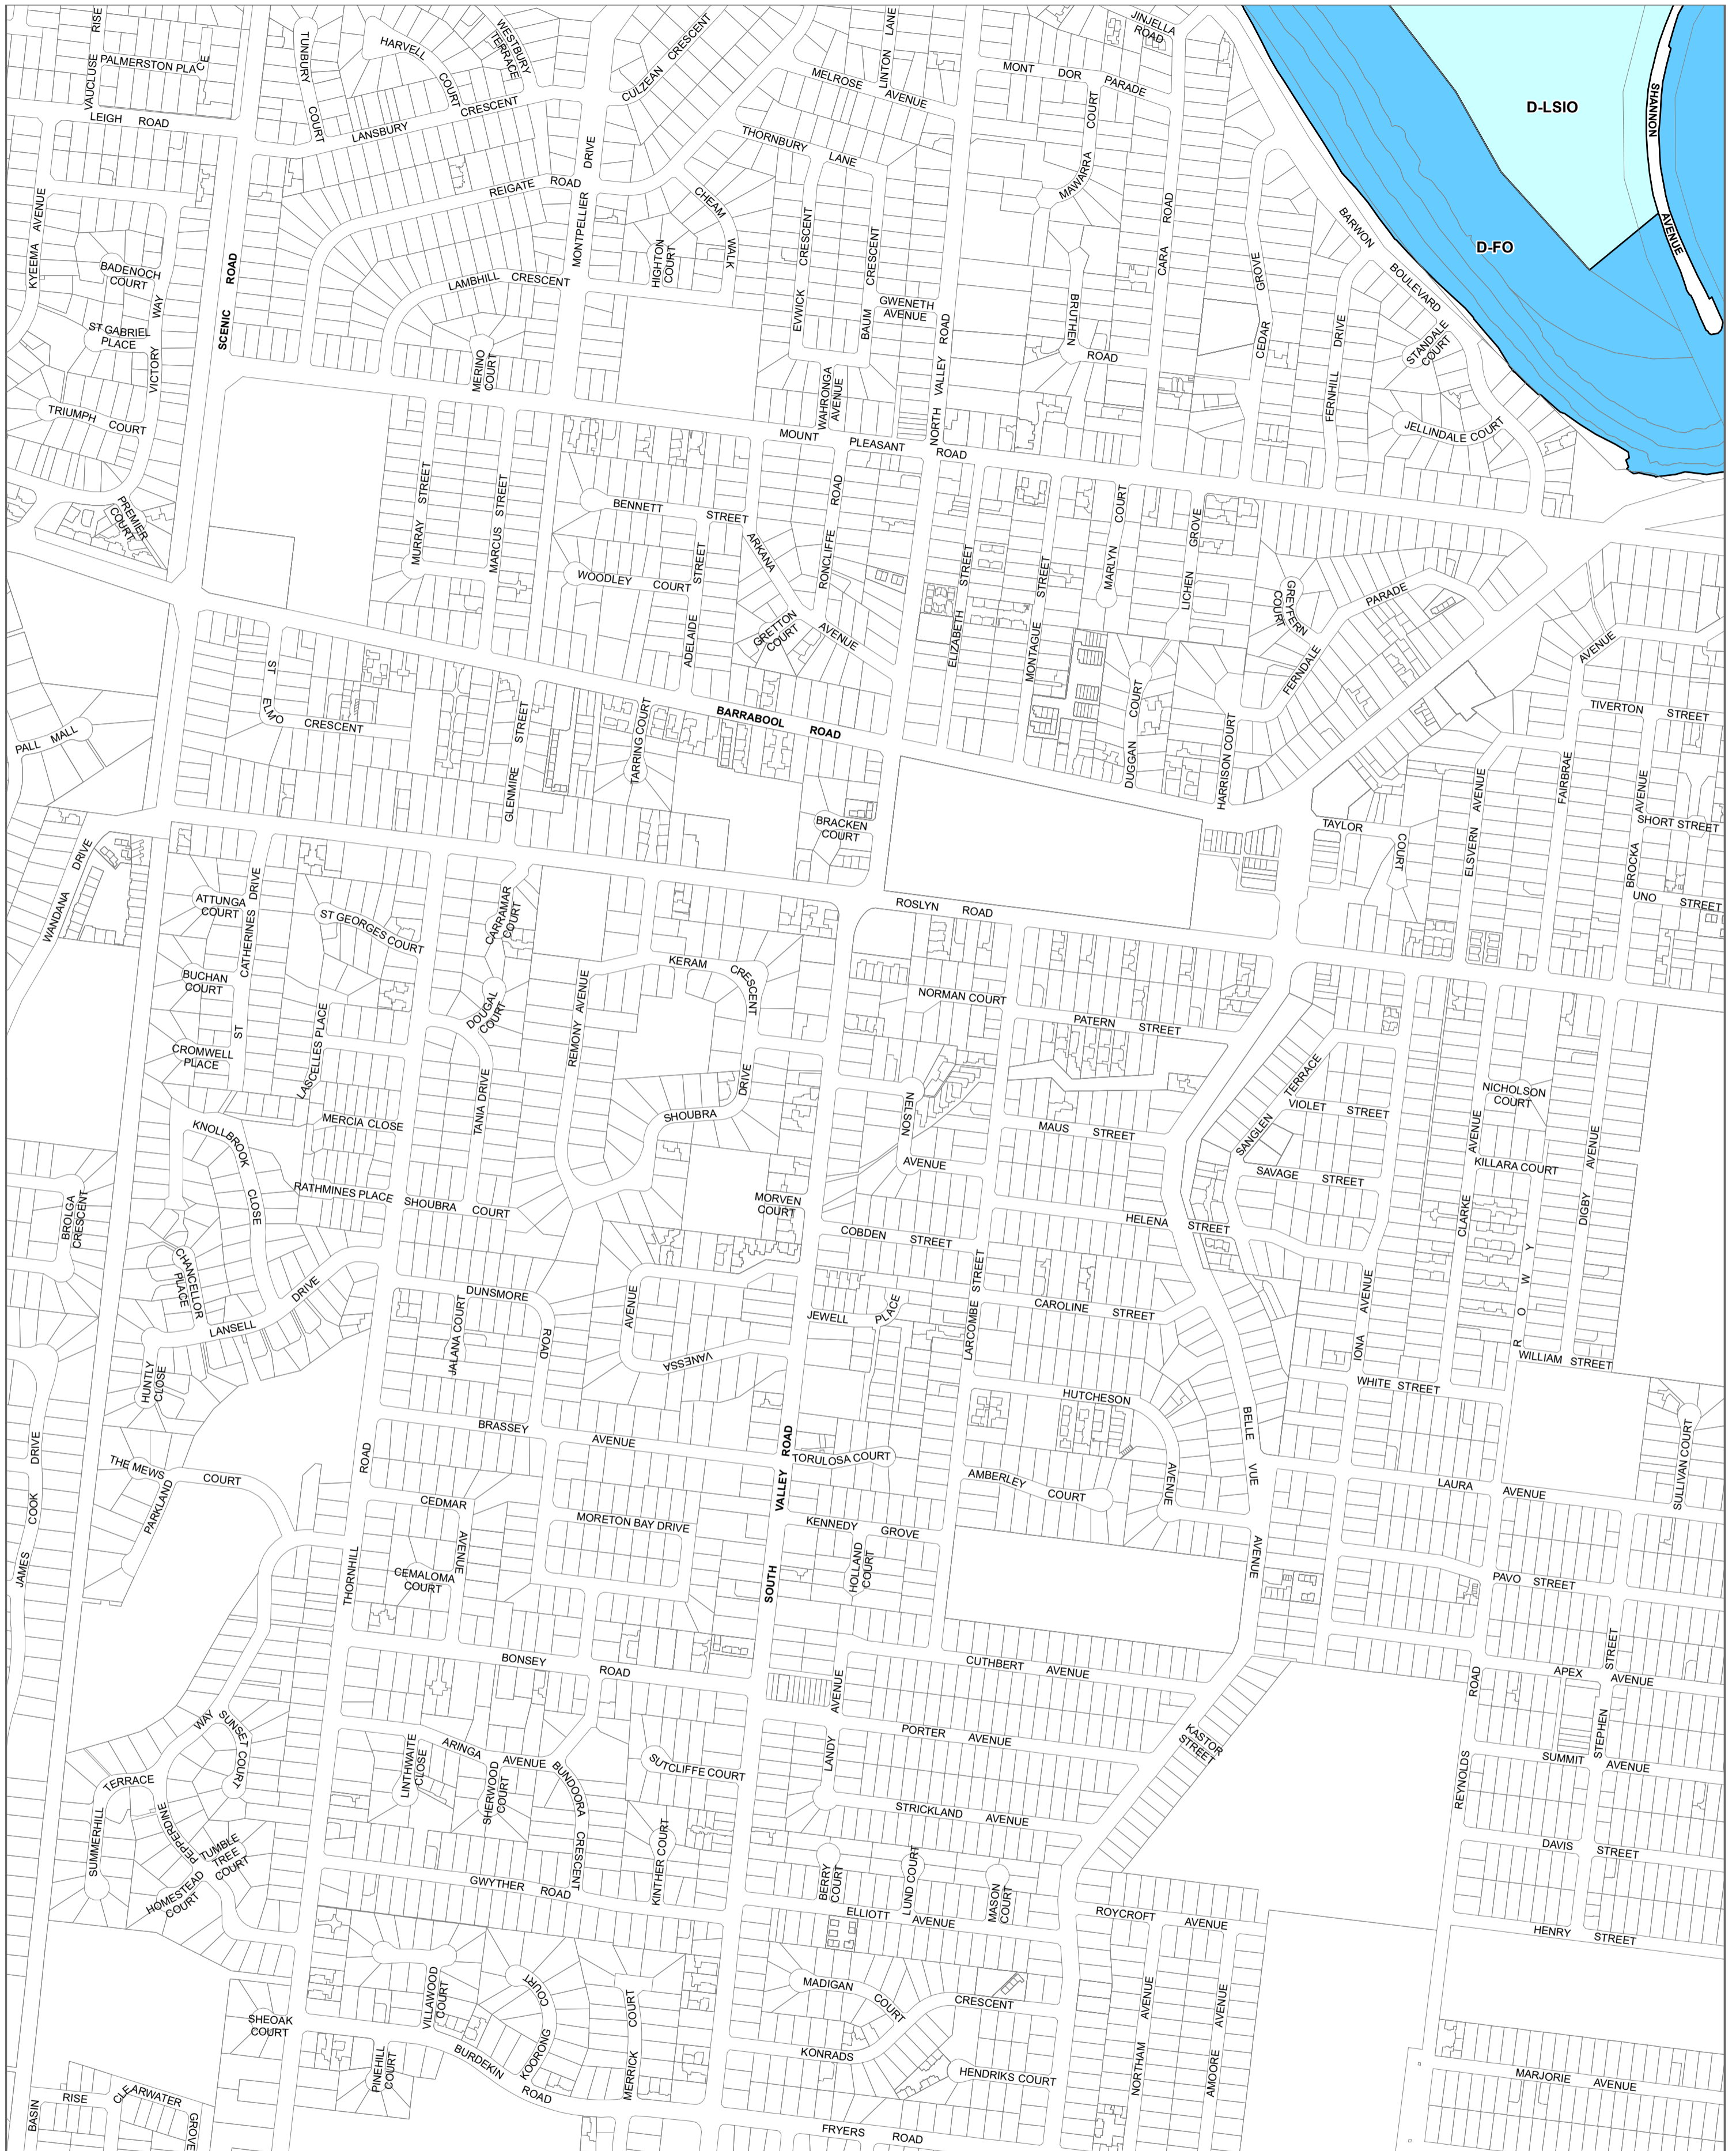 VAUCLUSE RISE
PALMERSTON PLACE
TUNBURY COURT
HARVELL COURT
WESTBURY TERRACE
CULZEAN CRESCENT
LINTON LANE
MELROSE AVENUE
MONT DOR PARADE
JINJELLA ROAD
D-LSIO
SHANNON AVENUE
LEIGH ROAD
LANSBURY CRESCENT
THORNBURY LANE
MAWARRA COURT
REIGATE ROAD
MONTPELLIER DRIVE
KYEEMA AVENUE
CHEAM WALK
HIGHTON COURT
EVWICK CRESCENT
BAUM CRESCENT
CARA ROAD
BARWON BOULEVARD
D-FO
BADENOCH COURT
SCENIC ROAD
LAMBHILL CRESCENT
GWENETH AVENUE
BRUTHEN ROAD
CEDAR GROVE
FERNHILL DRIVE
STANDALE COURT
ST GABRIEL PLACE
VICTORY WAY
MERINO COURT
WAHRONGA AVENUE
NORTH VALLEY ROAD
TRIUMPH COURT
MOUNT PLEASANT ROAD
JELLINDALE COURT
PREMIER COURT
MURRAY STREET
MARCUS STREET
BENNETT STREET
ARKANA AVENUE
RONCLIFFE ROAD
MARLYN COURT
LICHEN GROVE
WOODLEY COURT
ADELAIDE STREET
GRETTON COURT
ELIZABETH STREET
MONTAGUE STREET
GREYFERN COURT
FERNDALE PARADE
AVENUE
ST ELMO CRESCENT
PALL MALL
GLENMIRE STREET
TARRING COURT
BARRABOOL ROAD
DUGGAN COURT
HARRISON COURT
TIVERTON STREET
FAIRBRAE
ELSVERN AVENUE
BROCKA AVENUE
SHORT STREET
BRACKEN COURT
TAYLOR COURT
UNO STREET
WANDANA DRIVE
ATTUNGA COURT
ST CATHERINES DRIVE
ST GEORGES COURT
CARRAMAR COURT
ROSLYN ROAD
BUCHAN COURT
DOUGAL COURT
REMONY AVENUE
KERAM CRESCENT
NORMAN COURT
PATERN STREET
CROMWELL PLACE
LASCELLES PLACE
TANIA DRIVE
SHOUBRA DRIVE
NELSON AVENUE
MAUS STREET
SANGLEN TERRACE
VIOLET STREET
NICHOLSON COURT
MERCIA CLOSE
KNOLLBROOK CLOSE
KILLARA COURT
SAVAGE STREET
CLARKE AVENUE
DIGBY AVENUE
RATHMINES PLACE
SHOUBRA COURT
MORVEN COURT
BROLGA CRESCENT
COBDEN STREET
HELENA STREET
CHANCELLOR PLACE
LANSELL DRIVE
DUNSMORE ROAD
JALANA COURT
VANESSA AVENUE
JEWELL PLACE
LARCOMBE STREET
CAROLINE STREET
IONA AVENUE
ROWY
WILLIAM STREET
HUNTLY CLOSE
WHITE STREET
HUTCHESON AVENUE
BELLE VUE AVENUE
BRASSEY AVENUE
SOUTH VALLEY ROAD
TORULOSA COURT
SULLIVAN COURT
THE MEWS
PARKLAND COURT
AMBERLEY COURT
LAURA AVENUE
JAMES COOK DRIVE
CEDMAR AVENUE
MORETON BAY DRIVE
KENNEDY GROVE
HOLLAND COURT
THORNHILL ROAD
CEMALOMA COURT
PAVO STREET
BONSEY ROAD
CUTHBERT AVENUE
APEX AVENUE
SUNSET COURT
LINTHWAITE CLOSE
ARINGA AVENUE
SHERWOOD COURT
BUNDOORA CRESCENT
SUTCLIFFE COURT
LANDY AVENUE
PORTER AVENUE
KASTOR STREET
REYNOLDS ROAD
STEPHEN STREET
SUMMIT AVENUE
SUMMERHILL TERRACE WAY
PEPPERDINE
TUMBLE TREE COURT
HOMESTEAD COURT
STRICKLAND AVENUE
DAVIS STREET
GWYTHER ROAD
KINTHER COURT
BERRY COURT
LUND COURT
MASON COURT
ELLIOTT AVENUE
ROYCROFT AVENUE
HENRY STREET
VILLAWOOD COURT
KOORONG COURT
MERRICK COURT
MADIGAN COURT
KONRADS CRESCENT
NORTHAM AVENUE
AMOORE AVENUE
SHEOAK COURT
PINEHILL COURT
BURDEKIN ROAD
HENDRIKS COURT
MARJORIE AVENUE
BASIN
RISE
CLEARWATER GROVE
FRYERS ROAD